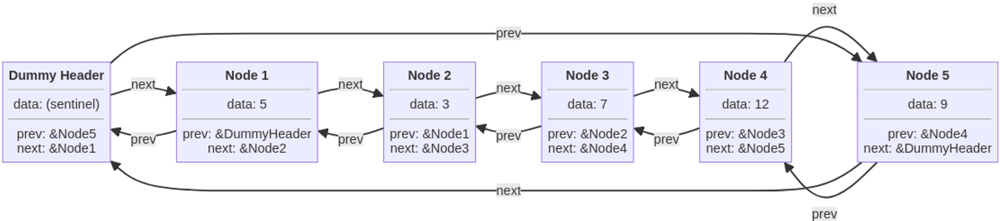 next
prev
Dummy Header
data: (sentinel)
prev: &Node5
next: &Node1
next
prev
Node 1
data: 5
prev: &DummyHeader
next: &Node2
next
prev
Node 2
data: 3
prev: &Node1
next: &Node3
next
prev
Node 3
data: 7
prev: &Node2
next: &Node4
next
prev
Node 4
data: 12
prev: &Node3
next: &Node5
Node 5
data: 9
prev: &Node4
next: &DummyHeader
next
prev